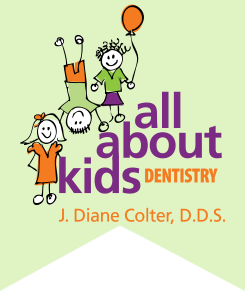 all
about
kids DENTISTRY
J. Diane Colter, D.D.S.